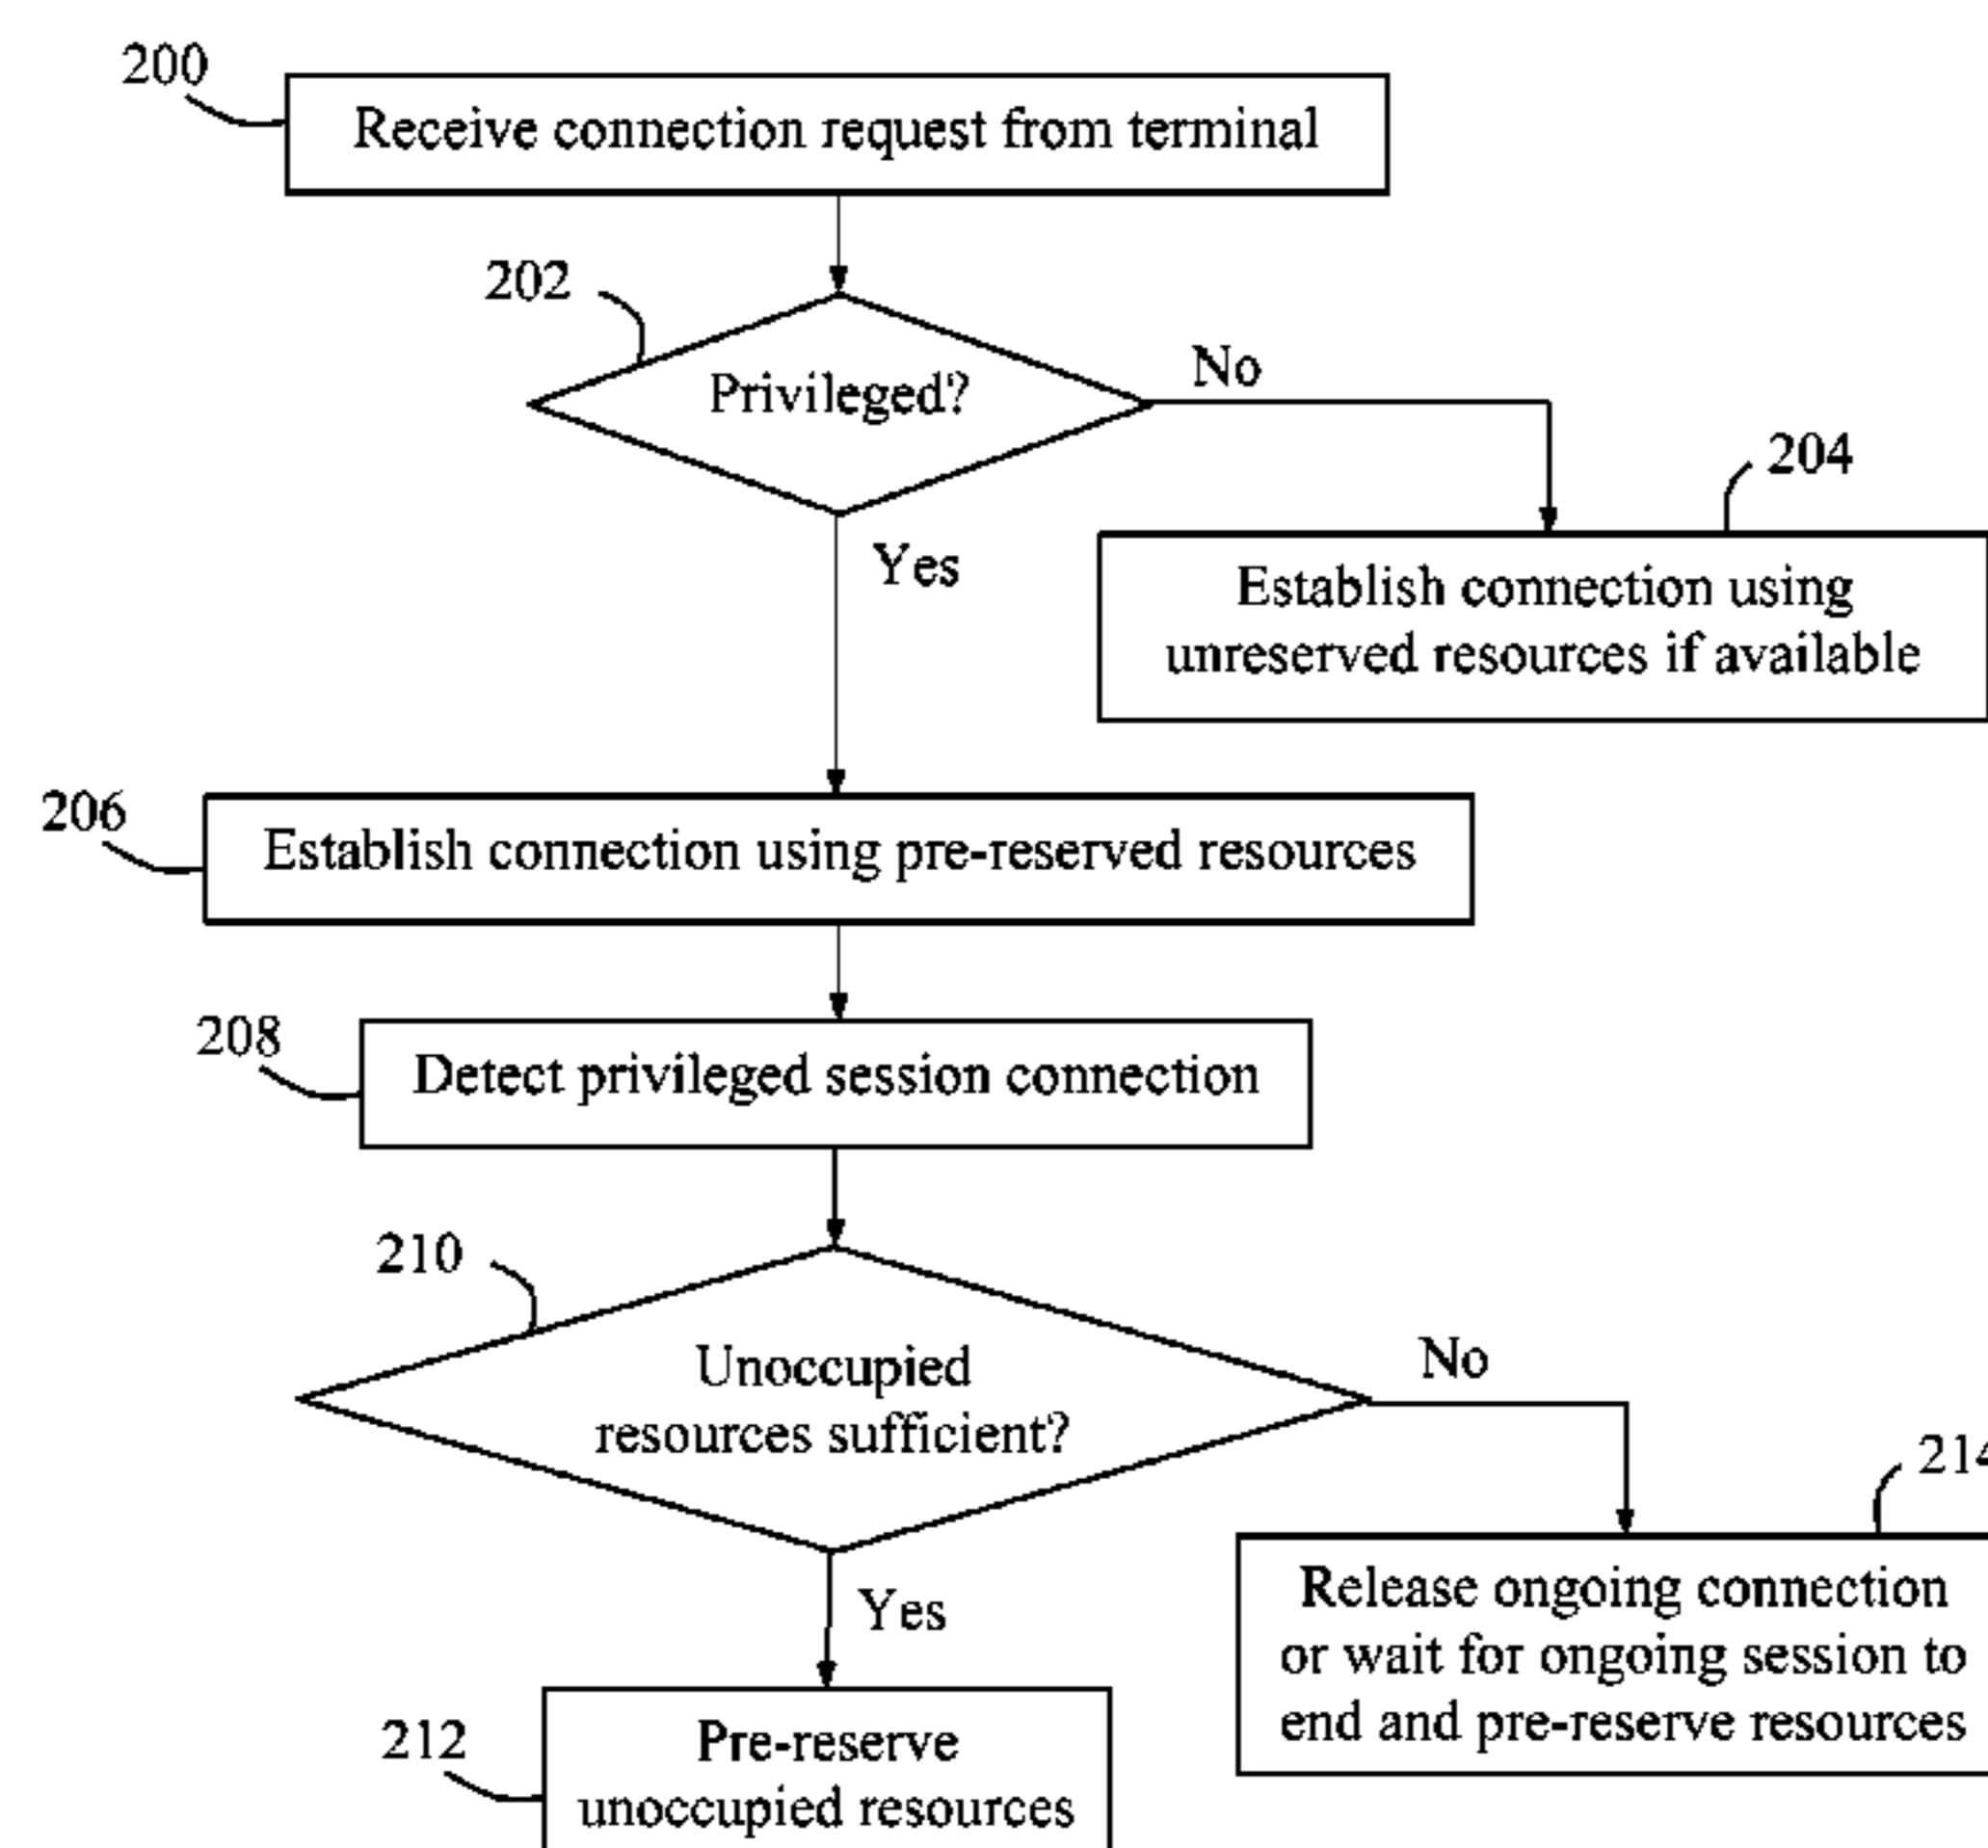 200
Receive connection request from terminal
202
Privileged?
No
204
Yes
Establish connection using
unreserved resources if available
206
Establish connection using pre-reserved resources
208
Detect privileged session connection
210
Unoccupied
resources sufficient?
No
214
Yes
Release ongoing connection
or wait for ongoing session to
end and pre-reserve resources
212
Pre-reserve
unoccupied resources